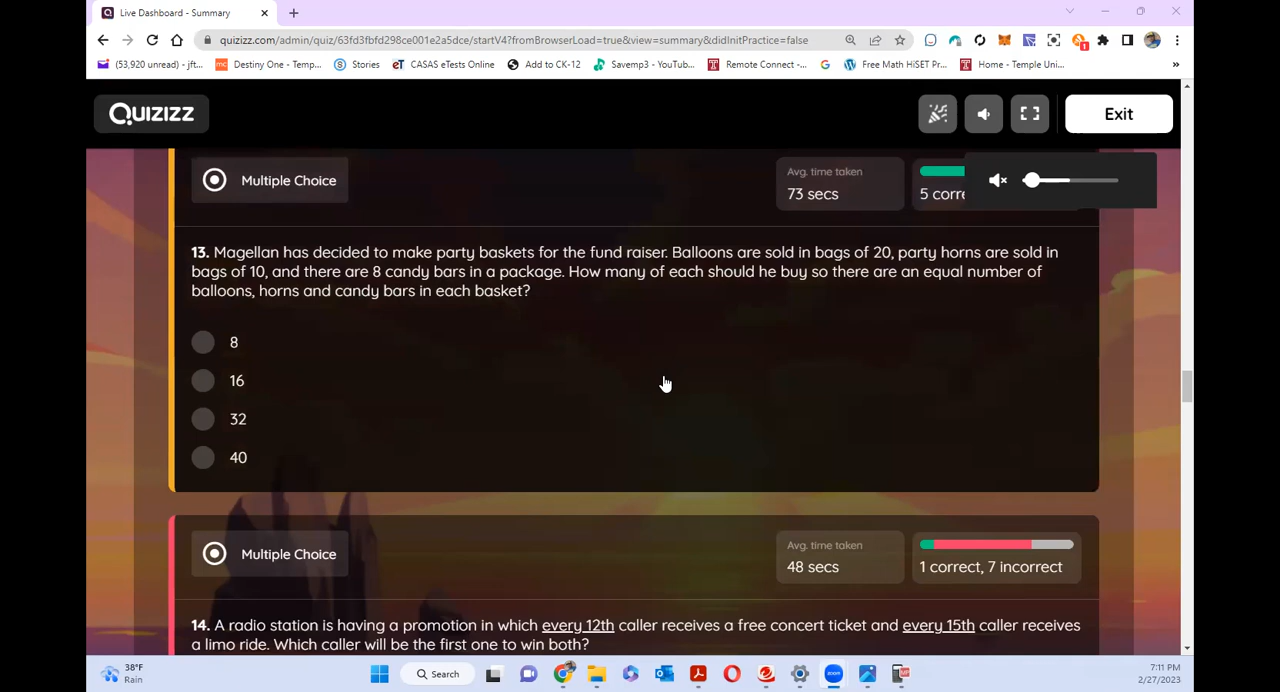 Live Dashboard - Summary
quizizz.com/admin/quiz/63fd3fbfd298ce001e2a5dce/startV4?fromBrowserLoad=true&view=summary&didInitPractice=false
1
(53,920 unread) - jft... Destiny One - Temp... Stories CASAS eTests Online Add to CK-12 Savemp3 - YouTub... Remote Connect -... Free Math HiSET Pr... Home - Temple Uni... »
QUIZIZZ
Exit
Multiple Choice
Avg. time taken
73 secs
5 corre
13. Magellan has decided to make party baskets for the fund raiser. Balloons are sold in bags of 20, party horns are sold in
bags of 10, and there are 8 candy bars in a package. How many of each should he buy so there are an equal number of
balloons, horns and candy bars in each basket?
8
16
32
40
Multiple Choice
Avg. time taken
48 secs
1 correct, 7 incorrect
14. A radio station is having a promotion in which every 12th caller receives a free concert ticket and every 15th caller receives
a limo ride. Which caller will be the first one to win both?
38°F
Rain
Search
7:11 PM
2/27/2023